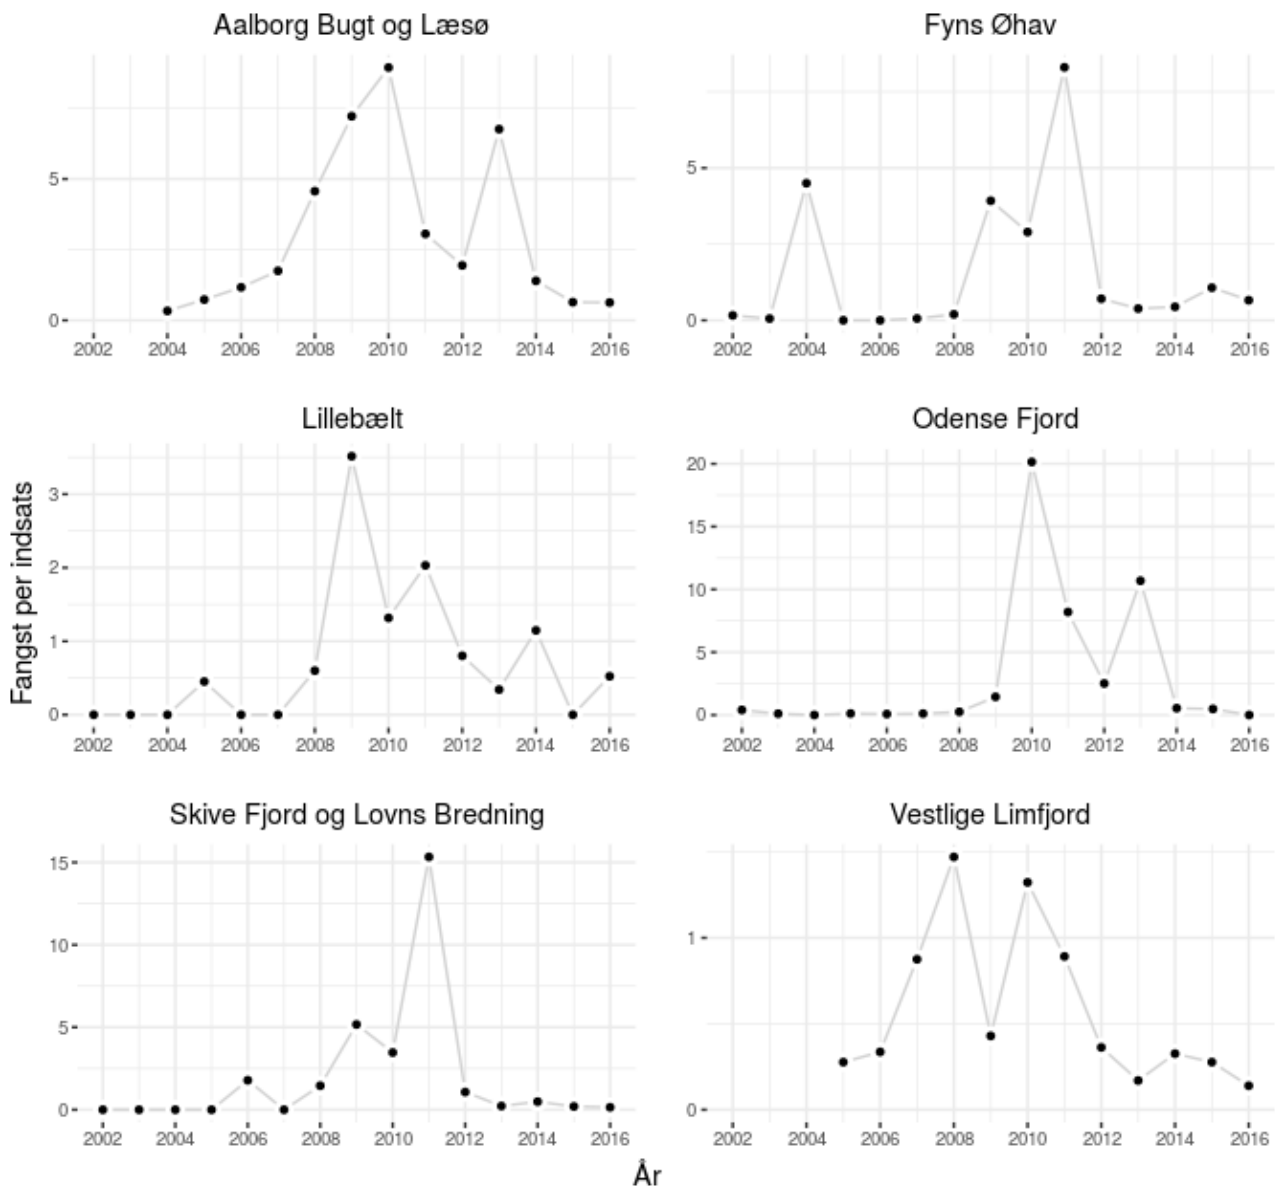 Aalborg Bugt og Læsø
5
0
2002 2004 2006 2008 2010 2012 2014 2016
Fyns Øhav
5
0
2002 2004 2006 2008 2010 2012 2014 2016
Fangst per indsats
Lillebælt
3
2
1
0
2002 2004 2006 2008 2010 2012 2014 2016
Odense Fjord
20
15
10
5
0
2002 2004 2006 2008 2010 2012 2014 2016
Skive Fjord og Lovns Bredning
15
10
5
0
2002 2004 2006 2008 2010 2012 2014 2016
Vestlige Limfjord
1
0
2002 2004 2006 2008 2010 2012 2014 2016
År